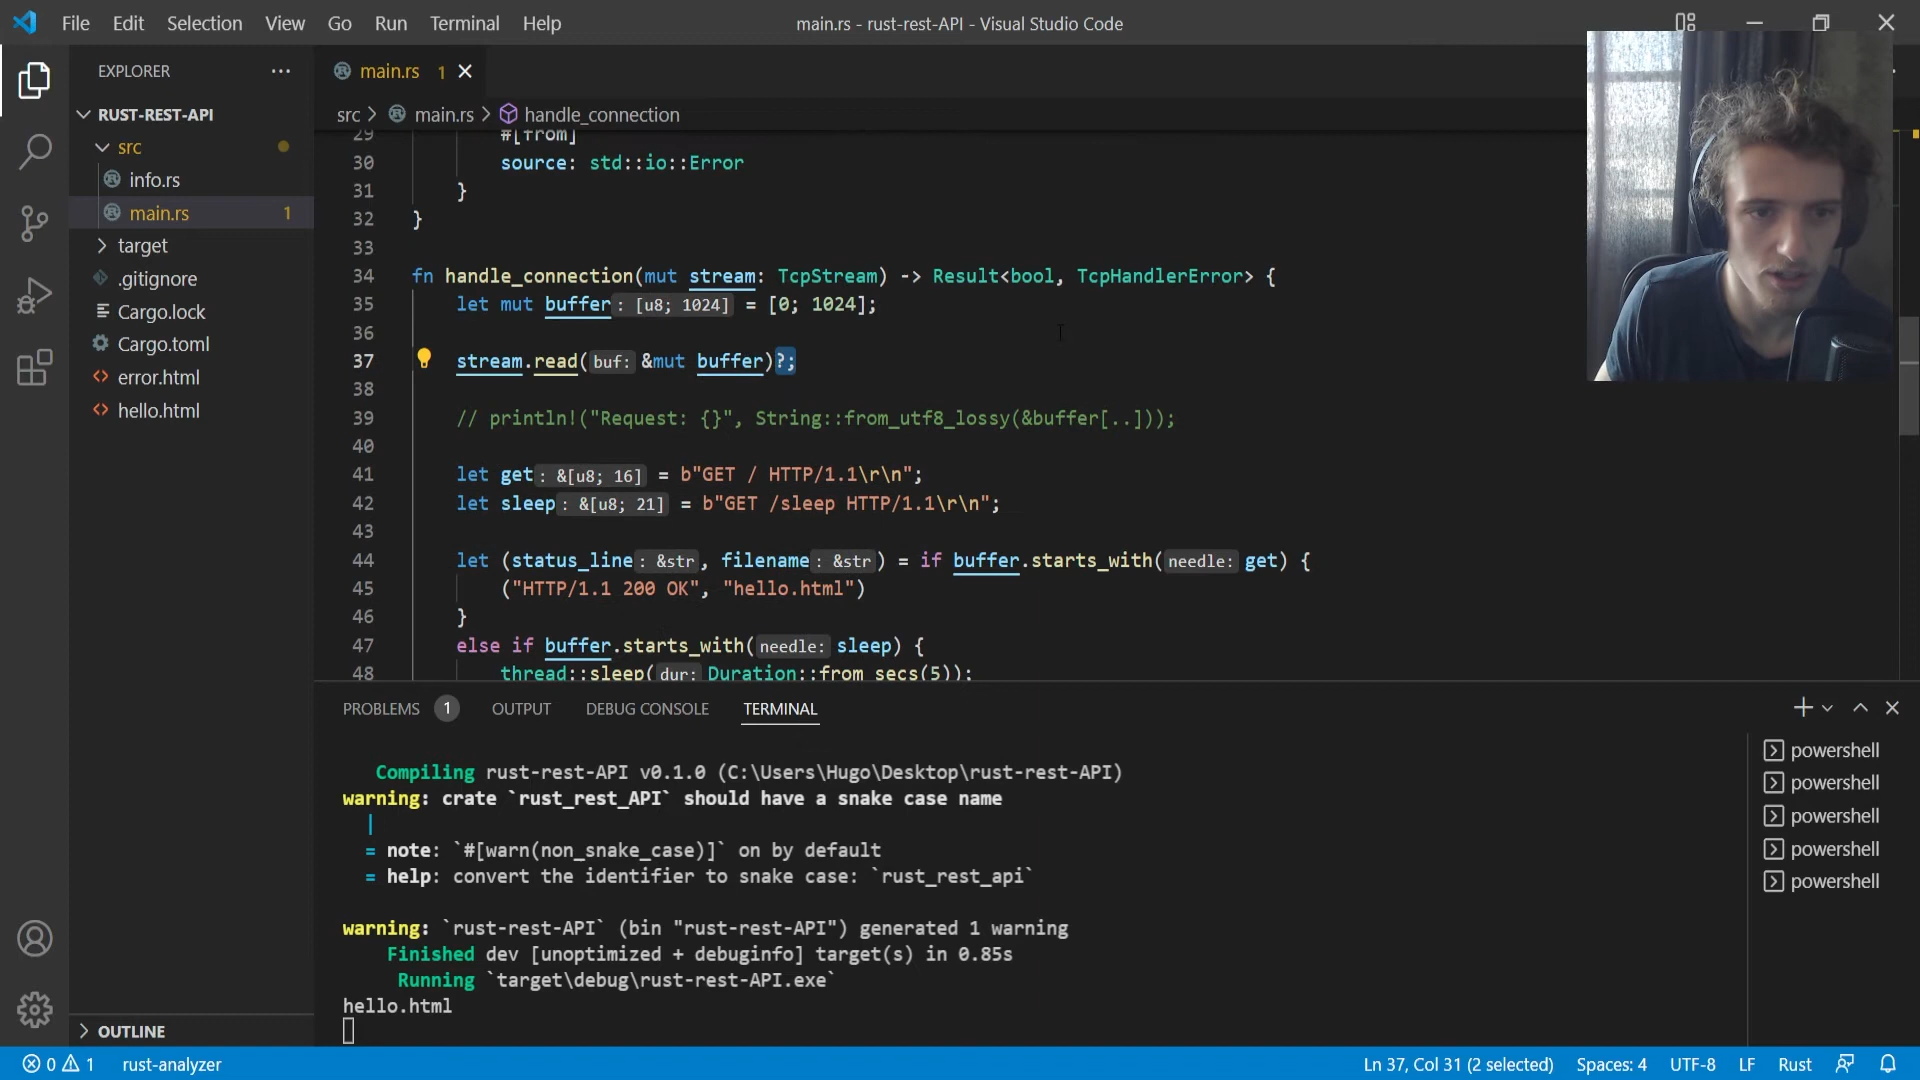 File Edit Selection View Go Run Terminal Help
main.rs - rust-rest-API - Visual Studio Code
EXPLORER
RUST-REST-API
src
info.rs
main.rs 1
target
.gitignore
Cargo.lock
Cargo.toml
error.html
hello.html
OUTLINE
main.rs 1
src > main.rs > handle_connection
29 #[from]
30 source: std::io::Error
31 }
32 }
33
34 fn handle_connection(mut stream: TcpStream) -> Result<bool, TcpHandlerError> {
35 let mut buffer: [u8; 1024] = [0; 1024];
36
37 stream.read(buf: &mut buffer)?;
38
39 // println!("Request: {}", String::from_utf8_lossy(&buffer[..]));
40
41 let get: &[u8; 16] = b"GET / HTTP/1.1\r\n";
42 let sleep: &[u8; 21] = b"GET /sleep HTTP/1.1\r\n";
43
44 let (status_line: &str, filename: &str) = if buffer.starts_with(needle: get) {
45 ("HTTP/1.1 200 OK", "hello.html")
46 }
47 else if buffer.starts_with(needle: sleep) {
48 thread::sleep(dur: Duration::from_secs(5));
PROBLEMS 1 OUTPUT DEBUG CONSOLE TERMINAL
Compiling rust-rest-API v0.1.0 (C:\Users\Hugo\Desktop\rust-rest-API)
warning: crate `rust_rest_API` should have a snake case name
|
= note: `#[warn(non_snake_case)]` on by default
= help: convert the identifier to snake case: `rust_rest_api`
warning: `rust-rest-API` (bin "rust-rest-API") generated 1 warning
Finished dev [unoptimized + debuginfo] target(s) in 0.85s
Running `target\debug\rust-rest-API.exe`
hello.html
powershell
powershell
powershell
powershell
powershell
0 1 rust-analyzer
Ln 37, Col 31 (2 selected) Spaces: 4 UTF-8 LF Rust